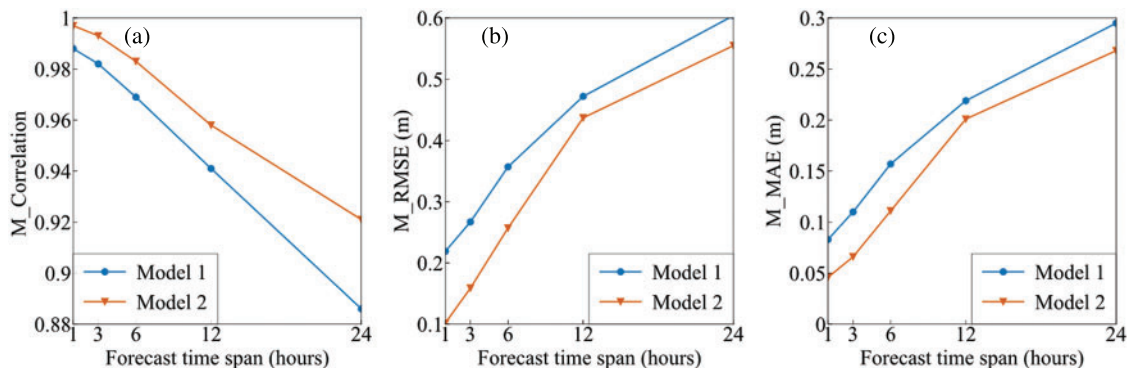 (a)
M_Correlation
1
0.98
0.96
0.94
0.92
0.9
0.88
Model 1
Model 2
1 3 6 12 24
Forecast time span (hours)
(b)
M_RMSE (m)
0.6
0.5
0.4
0.3
0.2
0.1
Model 1
Model 2
1 3 6 12 24
Forecast time span (hours)
(c)
M_MAE (m)
0.3
0.25
0.2
0.15
0.1
0.05
0
Model 1
Model 2
1 3 6 12 24
Forecast time span (hours)